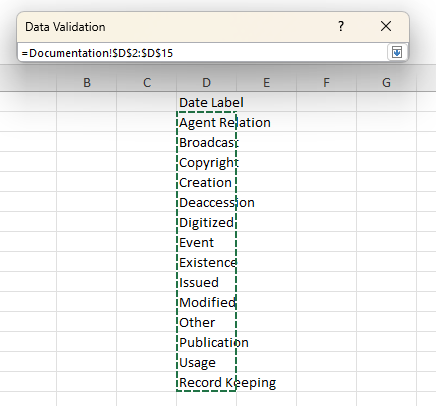 Data Validation ?
=Documentation!$D$2:$D$15
B C D E F G
Date Label
Agent Relation
Broadcast
Copyright
Creation
Deaccession
Digitized
Event
Existence
Issued
Modified
Other
Publication
Usage
Record Keeping